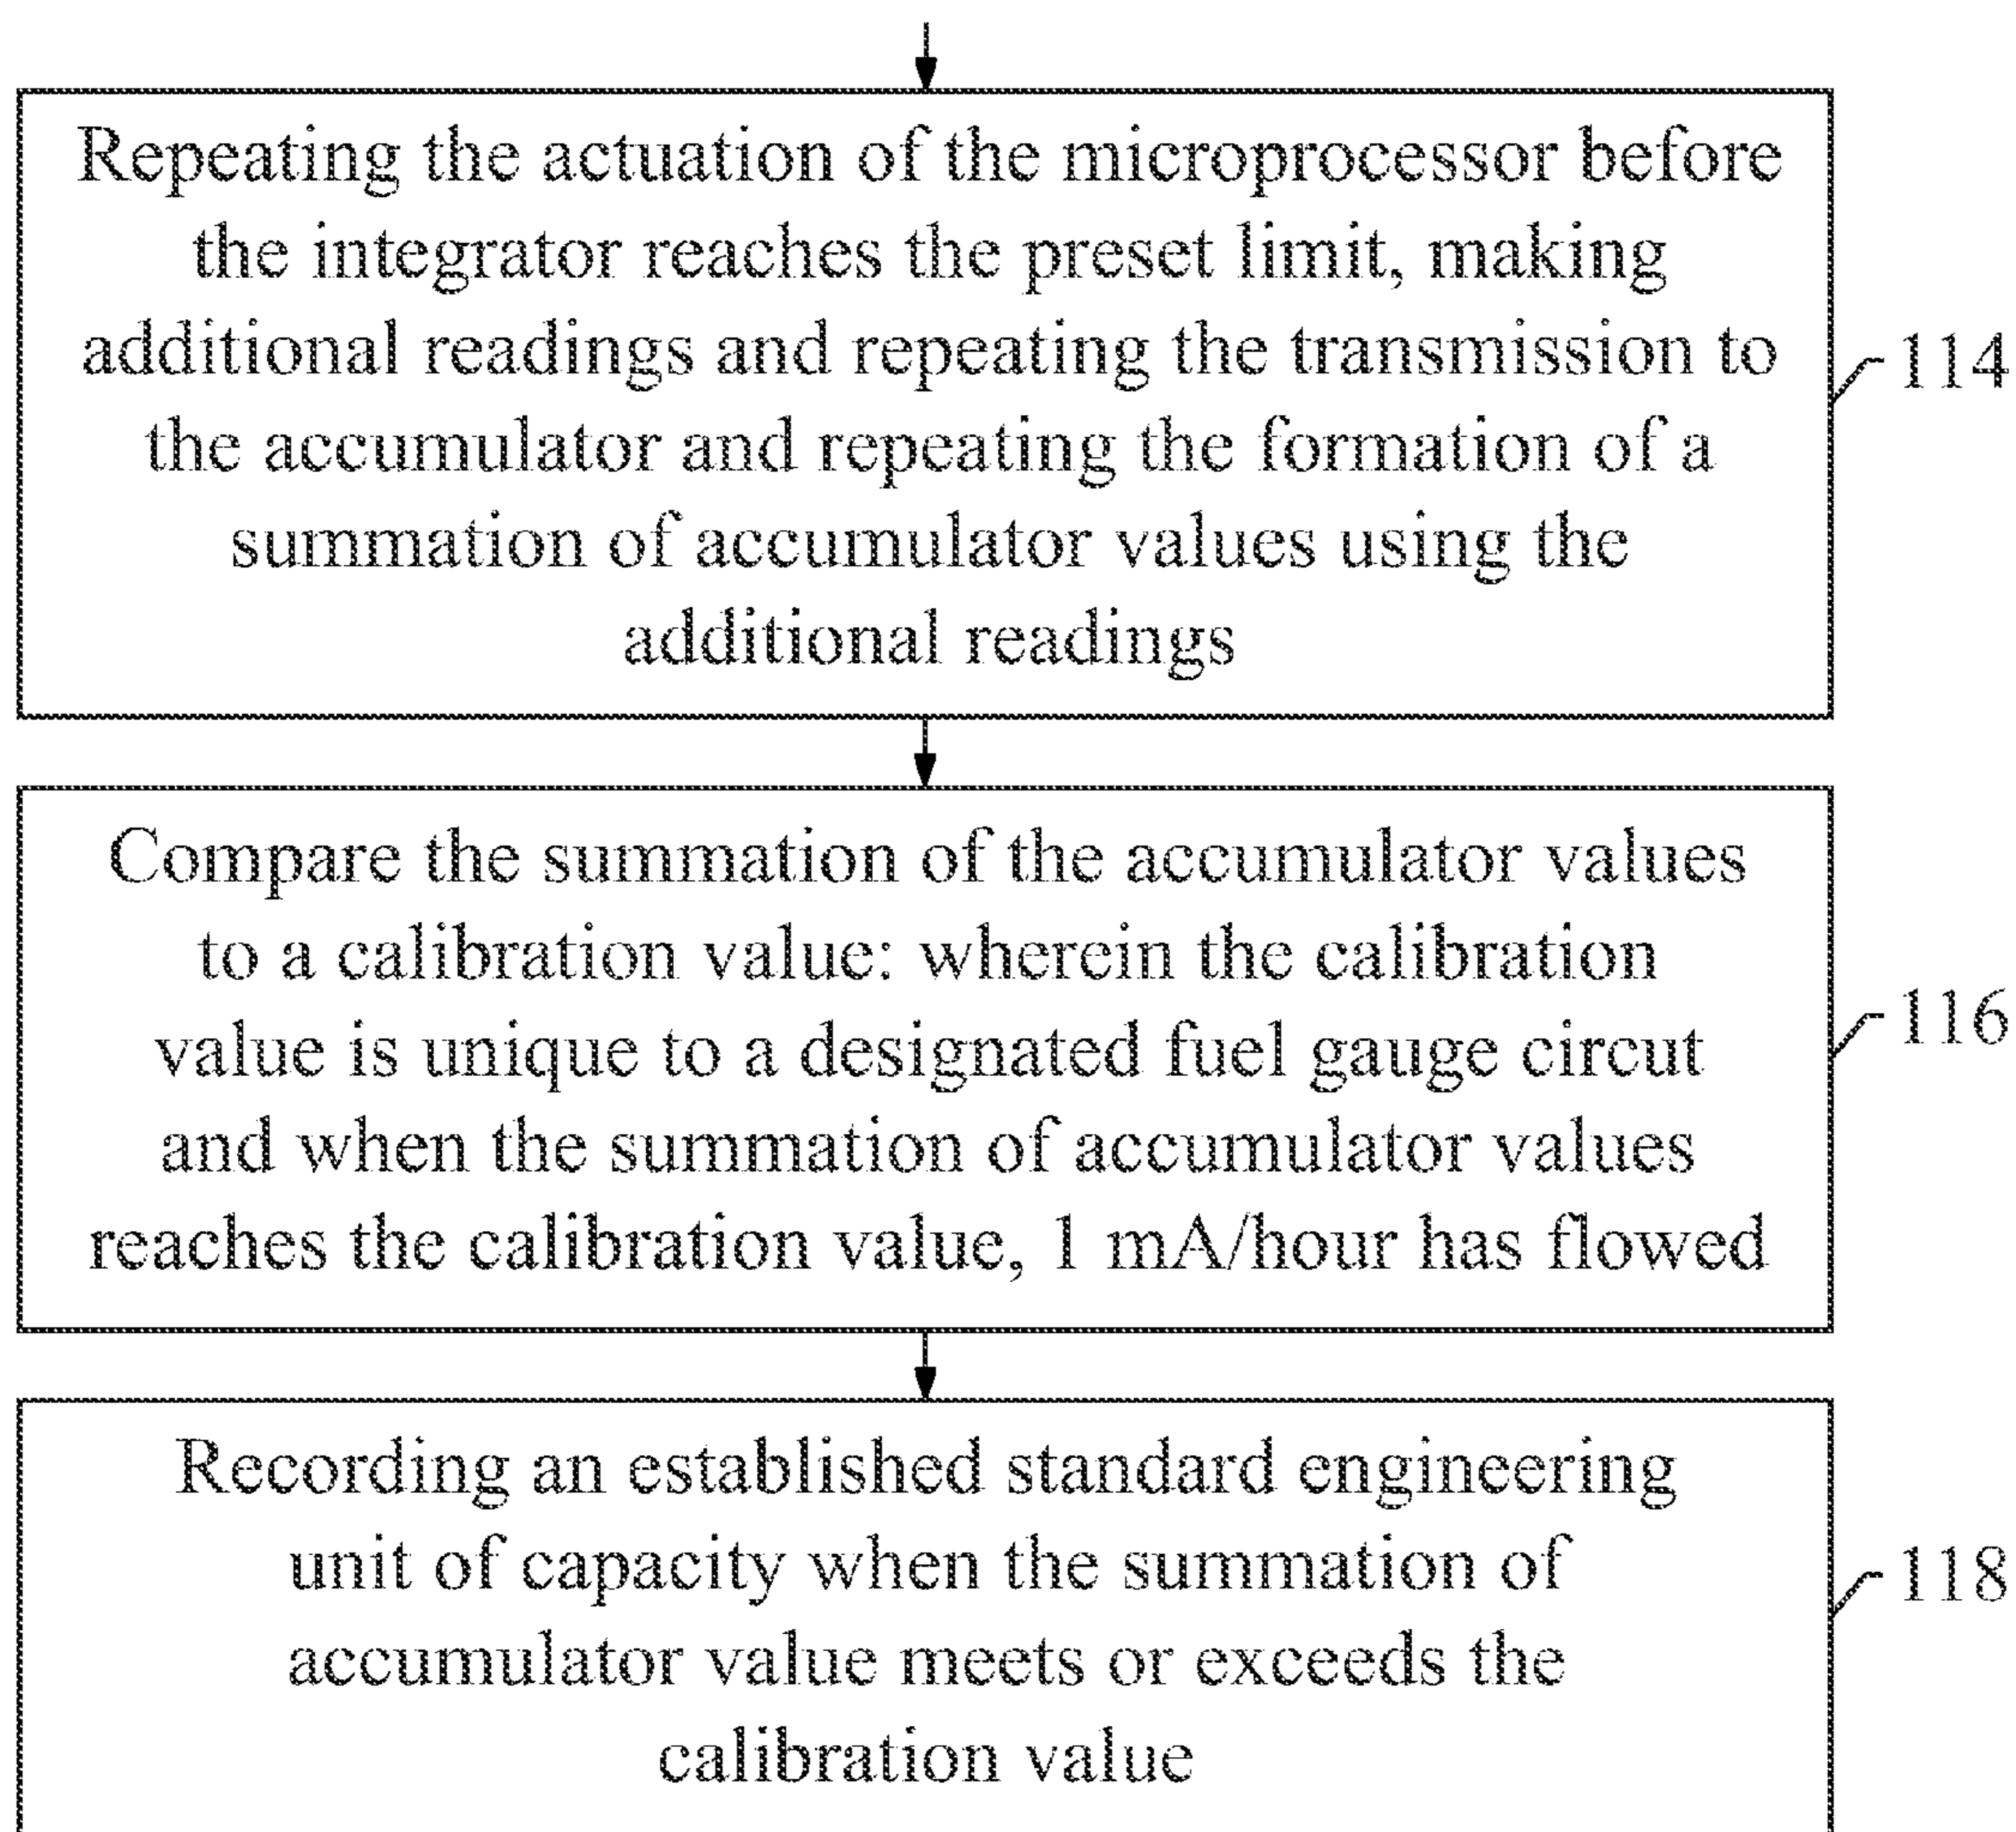 Repeating the actuation of the microprocessor before
the integrator reaches the preset limit, making
additional readings and repeating the transmission to
the accumulator and repeating the formation of a
summation of accumulator values using the
additional readings
114
Compare the summation of the accumulator values
to a calibration value: wherein the calibration
value is unique to a designated fuel gauge circut
and when the summation of accumulator values
reaches the calibration value, 1 mA/hour has flowed
116
Recording an established standard engineering
unit of capacity when the summation of
accumulator value meets or exceeds the
calibration value
118